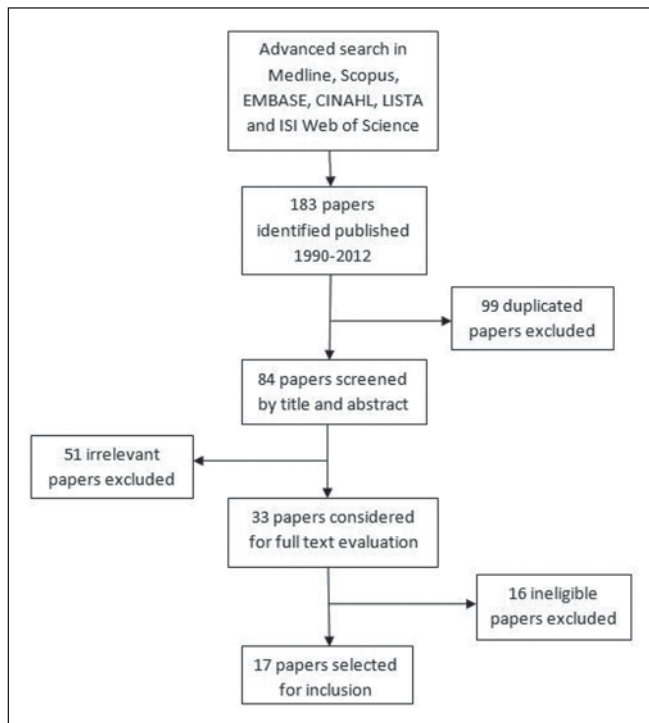 Advanced search in
Medline, Scopus,
EMBASE, CINAHL, LISTA
and ISI Web of Science
183 papers
identified published
1990-2012
99 duplicated
papers excluded
84 papers screened
by title and abstract
51 irrelevant
papers excluded
33 papers considered
for full text evaluation
16 ineligible
papers excluded
17 papers selected
for inclusion